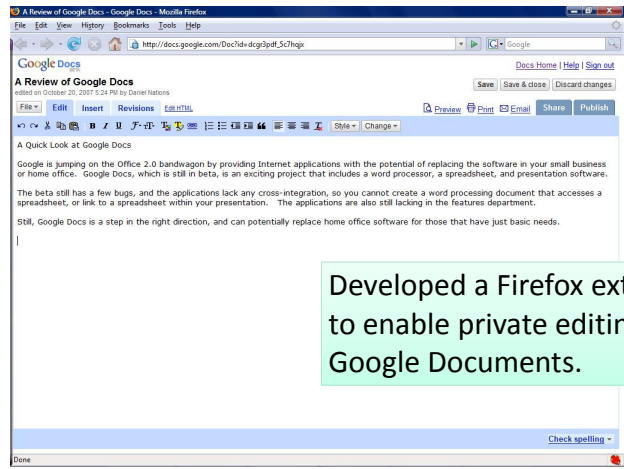 A Review of Google Docs - Google Docs - Mozilla Firefox
File Edit View History Bookmarks Tools Help
http://docs.google.com/Doc?id=dcgr3pdf_5c7hqjx
Google
Google Docs
BETA
Docs Home | Help | Sign out
A Review of Google Docs
edited on October 20, 2007 5:24 PM by Daniel Nations
Save Save & close Discard changes
File Edit Insert Revisions Edit HTML
Preview Print Email Share Publish
B I U Style Change
A Quick Look at Google Docs
Google is jumping on the Office 2.0 bandwagon by providing Internet applications with the potential of replacing the software in your small business
or home office. Google Docs, which is still in beta, is an exciting project that includes a word processor, a spreadsheet, and presentation software.
The beta still has a few bugs, and the applications lack any cross-integration, so you cannot create a word processing document that accesses a
spreadsheet, or link to a spreadsheet within your presentation. The applications are also still lacking in the features department.
Still, Google Docs is a step in the right direction, and can potentially replace home office software for those that have just basic needs.
Developed a Firefox ext
to enable private editin
Google Documents.
Check spelling
Done